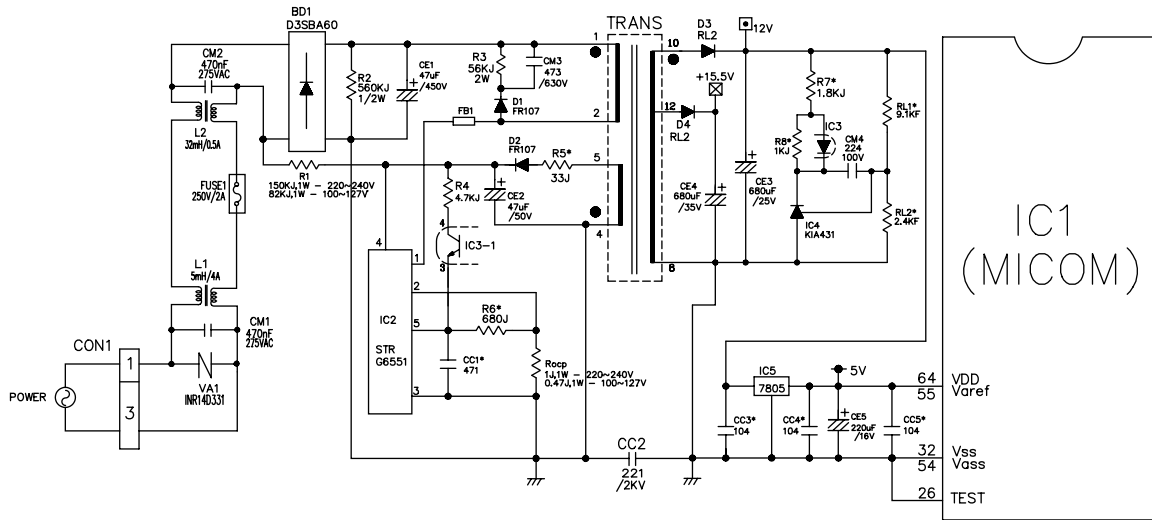 BD1
D3SBA60
TRANS
D3
RL2
12V
CM2
470nF
275VAC
R2
560KJ
1/2W
CE1
47uF
/450V
R3
56KJ
2W
CM3
473
/630V
1
10
+15.5V
R7*
1.8KJ
RL1*
9.1KF
D1
FR107
FB1
2
12
D4
RL2
R8*
1KJ
IC3
CM4
224
100V
L2
32mH/0.5A
D2
FR107
R5*
33J
5
R1
150KJ,1W - 220~240V
82KJ,1W - 100~127V
R4
4.7KJ
CE2
47uF
/50V
CE4
680uF
/35V
CE3
680uF
/25V
FUSE1
250V/2A
IC4
KIA431
RL2*
2.4KF
4
4
IC3-1
3
4
1
8
IC1
(MICOM)
L1
5mH/4A
2
IC2
STR
G6551
5
R6*
680J
CM1
470nF
275VAC
CC1*
471
Rocp
1J,1W - 220~240V
0.47J,1W - 100~127V
3
CON1
1
3
POWER
VA1
INR14D331
IC5
7805
5V
64
55
VDD
Varef
CC3*
104
CC4*
104
CE5
220uF
/16V
CC5*
104
CC2
221
/2KV
32
54
Vss
Vass
26
TEST